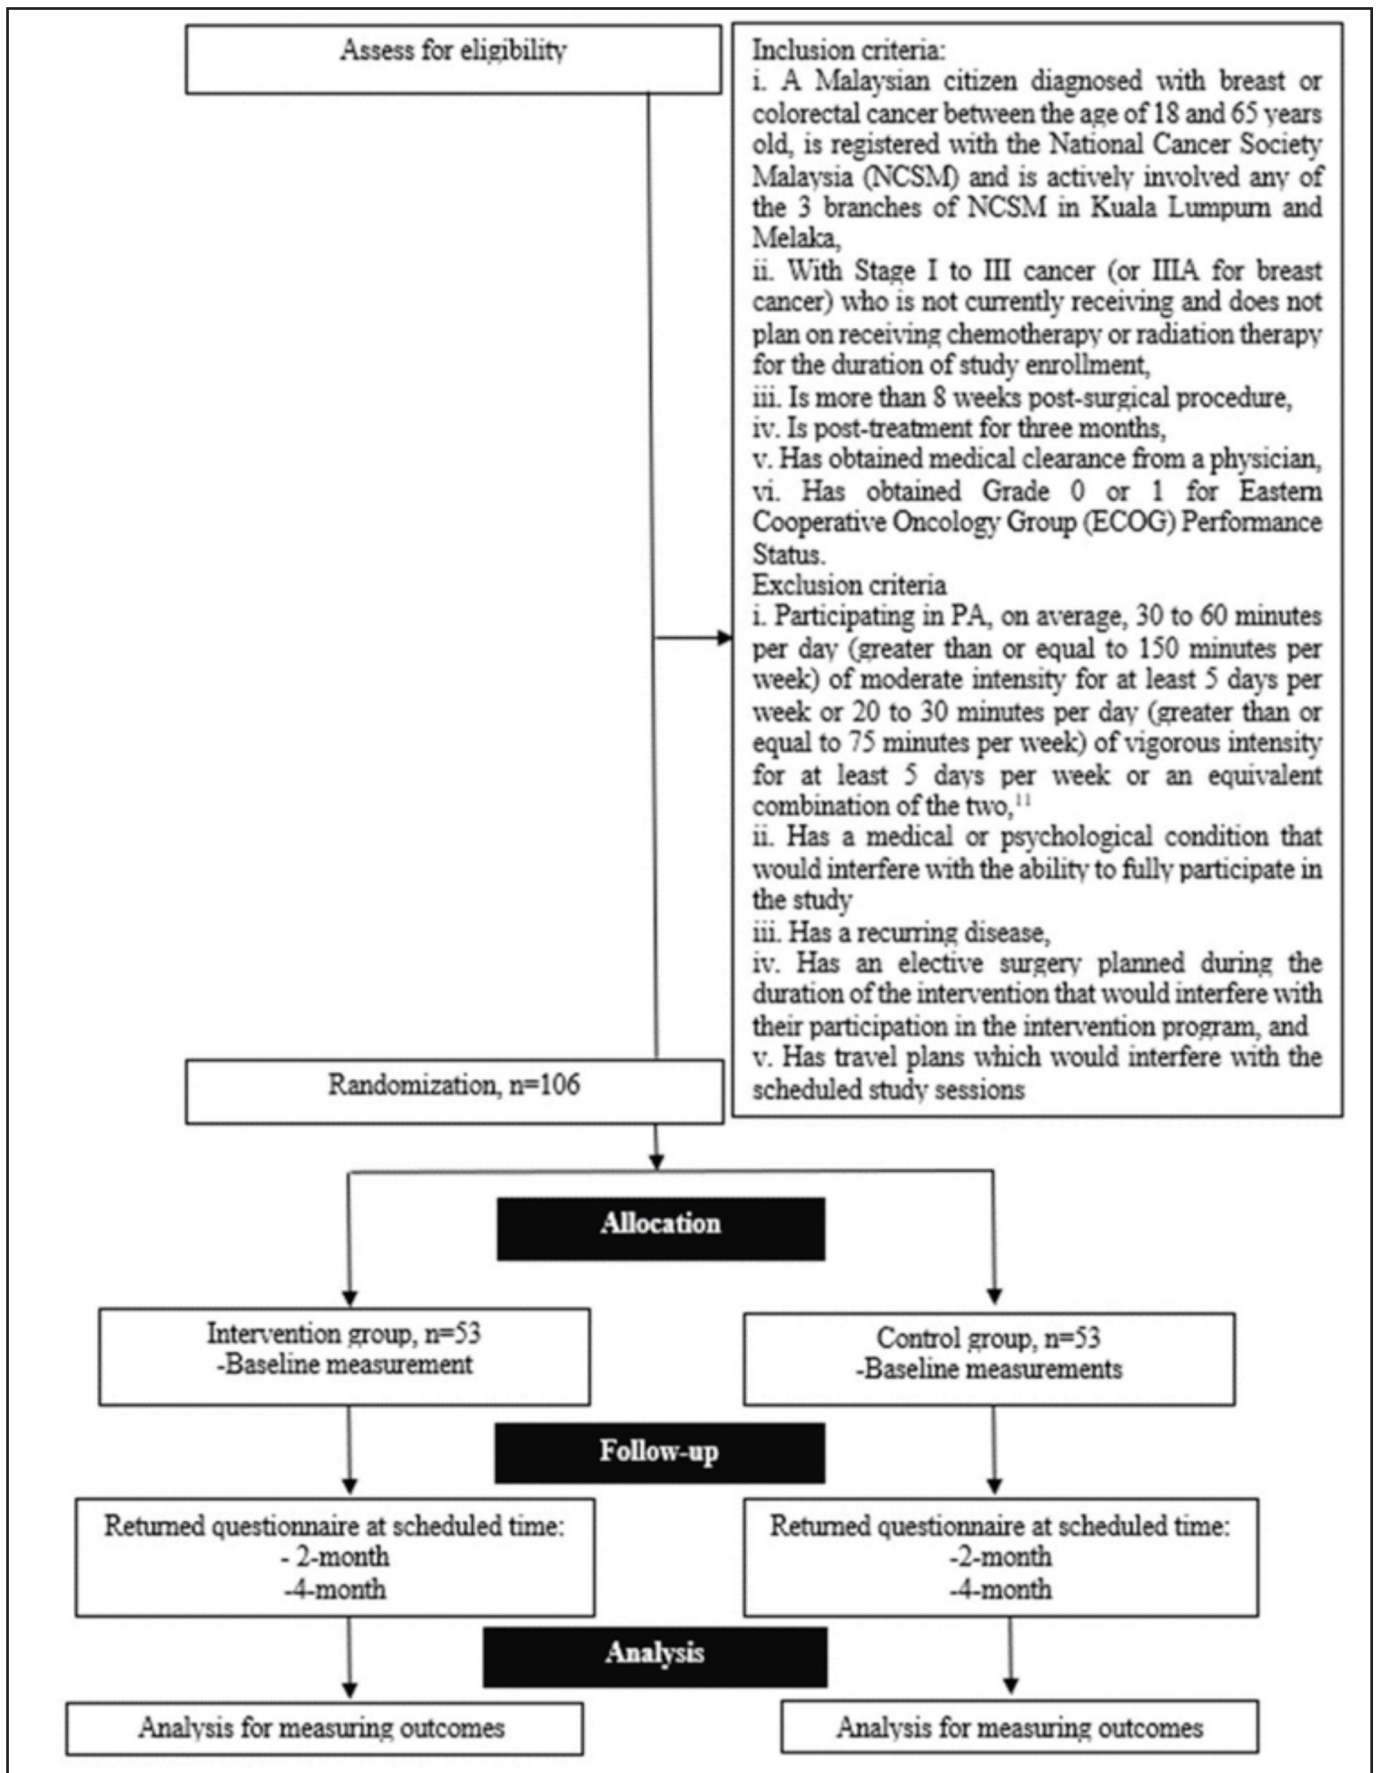 Assess for eligibility
Inclusion criteria:
i. A Malaysian citizen diagnosed with breast or
colorectal cancer between the age of 18 and 65 years
old, is registered with the National Cancer Society
Malaysia (NCSM) and is actively involved any of
the 3 branches of NCSM in Kuala Lumpurn and
Melaka,
ii. With Stage I to III cancer (or IIIA for breast
cancer) who is not currently receiving and does not
plan on receiving chemotherapy or radiation therapy
for the duration of study enrollment,
iii. Is more than 8 weeks post-surgical procedure,
iv. Is post-treatment for three months,
v. Has obtained medical clearance from a physician,
vi. Has obtained Grade 0 or 1 for Eastern
Cooperative Oncology Group (ECOG) Performance
Status.
Exclusion criteria
i. Participating in PA, on average, 30 to 60 minutes
per day (greater than or equal to 150 minutes per
week) of moderate intensity for at least 5 days per
week or 20 to 30 minutes per day (greater than or
equal to 75 minutes per week) of vigorous intensity
for at least 5 days per week or an equivalent
combination of the two,¹¹
ii. Has a medical or psychological condition that
would interfere with the ability to fully participate in
the study
iii. Has a recurring disease,
iv. Has an elective surgery planned during the
duration of the intervention that would interfere with
their participation in the intervention program, and
v. Has travel plans which would interfere with the
scheduled study sessions
Randomization, n=106
Allocation
Intervention group, n=53
-Baseline measurement
Control group, n=53
-Baseline measurements
Follow-up
Returned questionnaire at scheduled time:
- 2-month
-4-month
Returned questionnaire at scheduled time:
-2-month
-4-month
Analysis
Analysis for measuring outcomes
Analysis for measuring outcomes